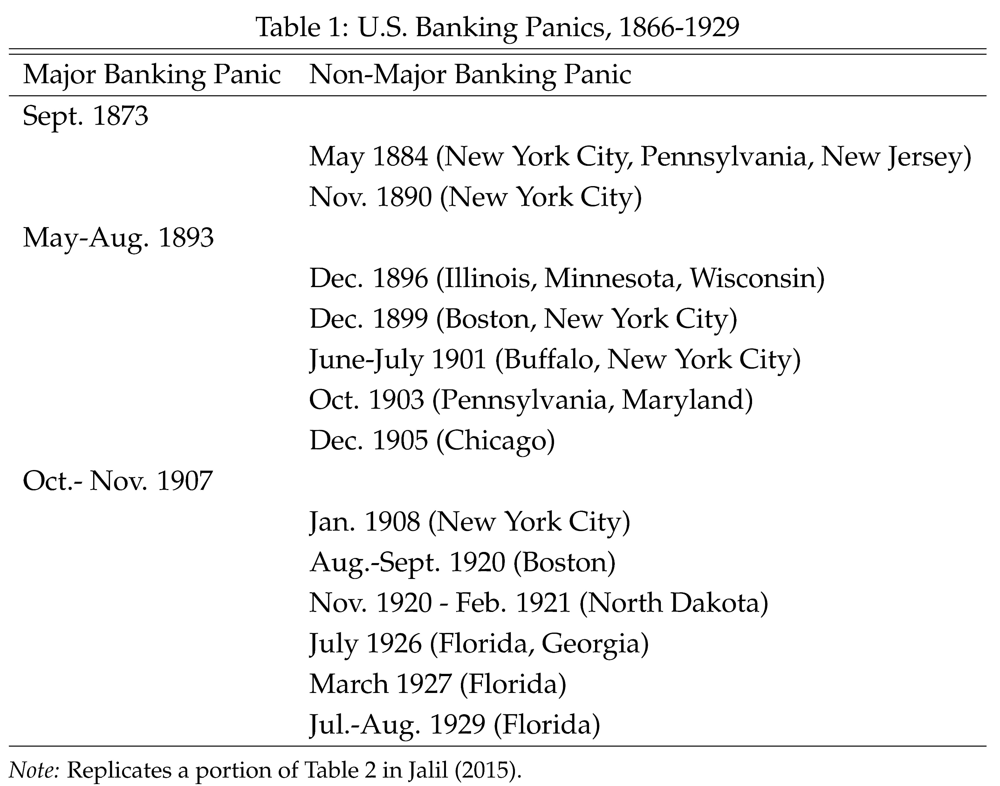 Table 1: U.S. Banking Panics, 1866-1929
Major Banking Panic Non-Major Banking Panic
Sept. 1873
May 1884 (New York City, Pennsylvania, New Jersey)
Nov. 1890 (New York City)
May-Aug. 1893
Dec. 1896 (Illinois, Minnesota, Wisconsin)
Dec. 1899 (Boston, New York City)
June-July 1901 (Buffalo, New York City)
Oct. 1903 (Pennsylvania, Maryland)
Dec. 1905 (Chicago)
Oct.- Nov. 1907
Jan. 1908 (New York City)
Aug.-Sept. 1920 (Boston)
Nov. 1920 - Feb. 1921 (North Dakota)
July 1926 (Florida, Georgia)
March 1927 (Florida)
Jul.-Aug. 1929 (Florida)
Note: Replicates a portion of Table 2 in Jalil (2015).